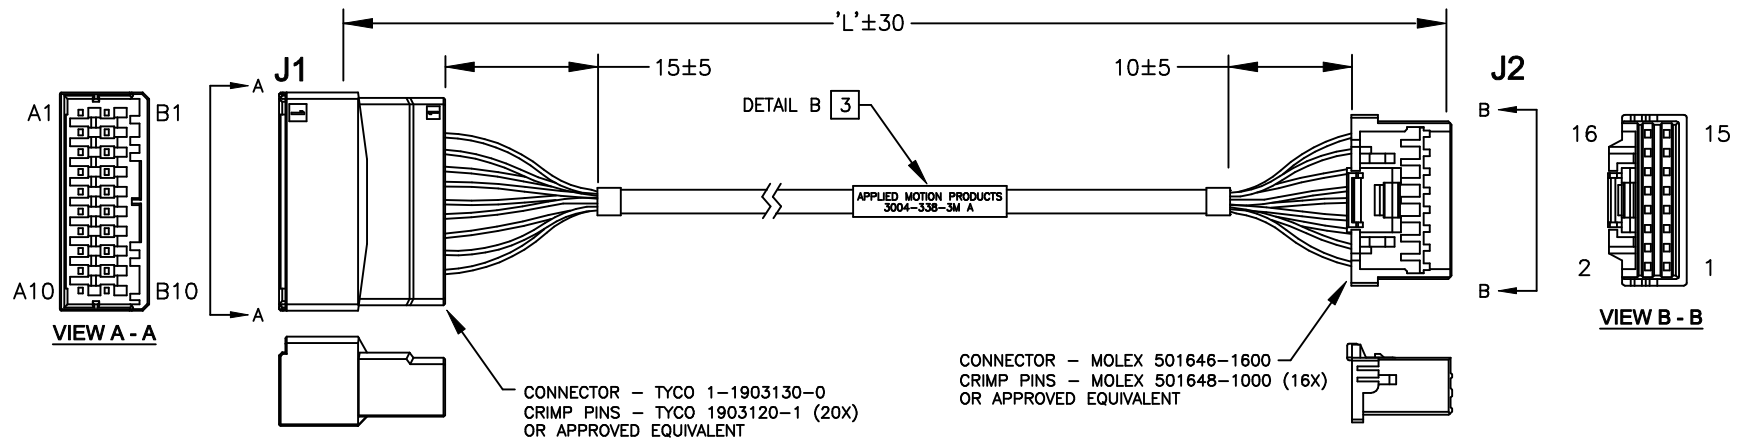 'L'±30
J1
15±5
10±5
J2
A
A
DETAIL B 3
B
B
A1
B1
A10
B10
VIEW A - A
1
1
APPLIED MOTION PRODUCTS
3004-338-3M A
16
15
2
1
VIEW B - B
CONNECTOR - TYCO 1-1903130-0
CRIMP PINS - TYCO 1903120-1 (20X)
OR APPROVED EQUIVALENT
CONNECTOR - MOLEX 501646-1600
CRIMP PINS - MOLEX 501648-1000 (16X)
OR APPROVED EQUIVALENT